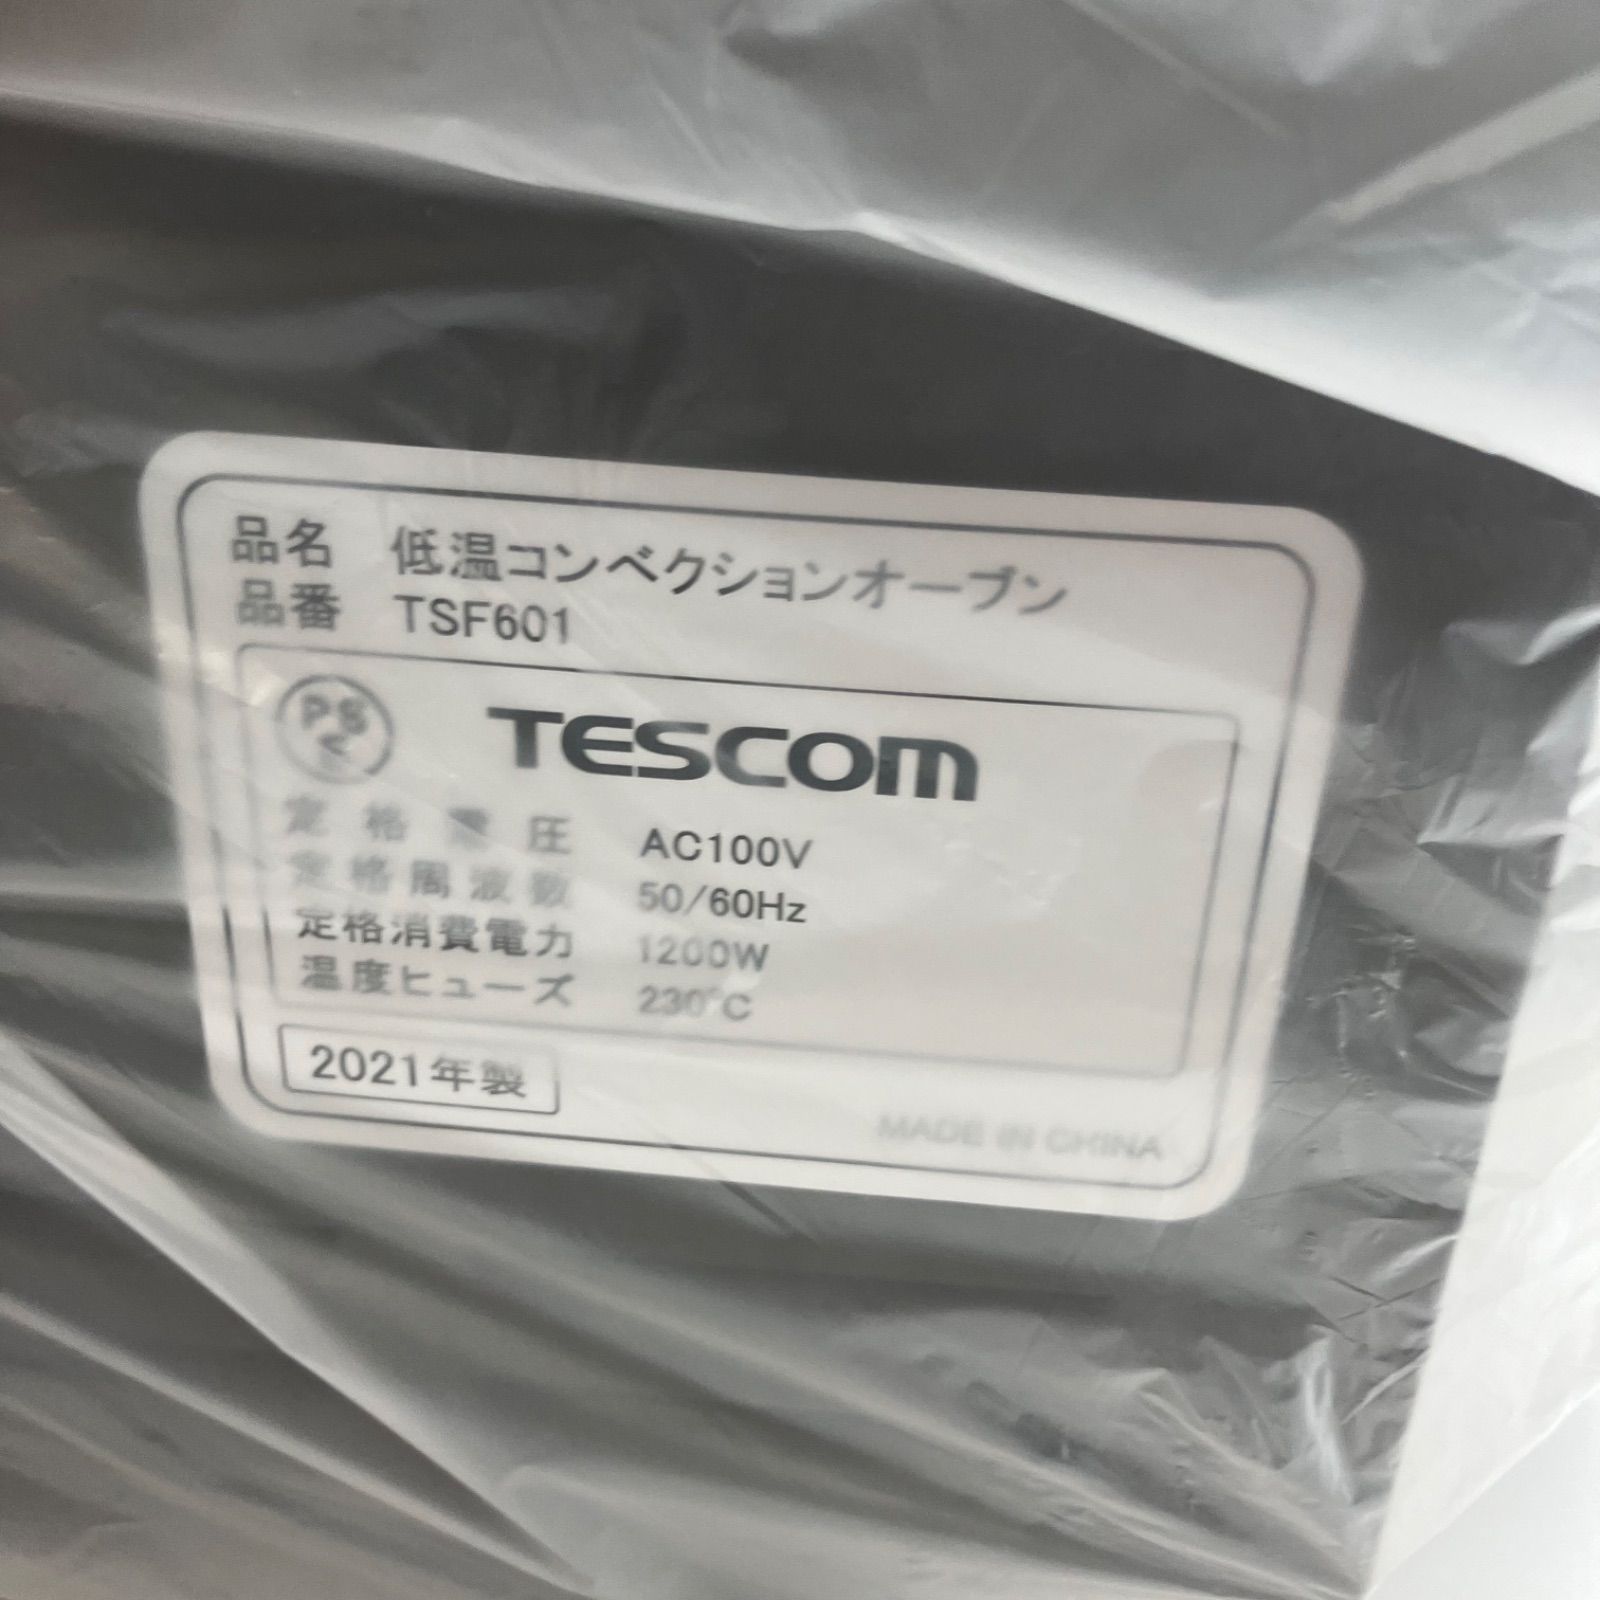 品名 低温コンベクションオーブン
品番 TSF601
PS
E
TESCOM
定格電圧 AC100V
定格周波数 50/60Hz
定格消費電力 1200W
温度ヒューズ 230℃
2021年製
MADE IN CHINA